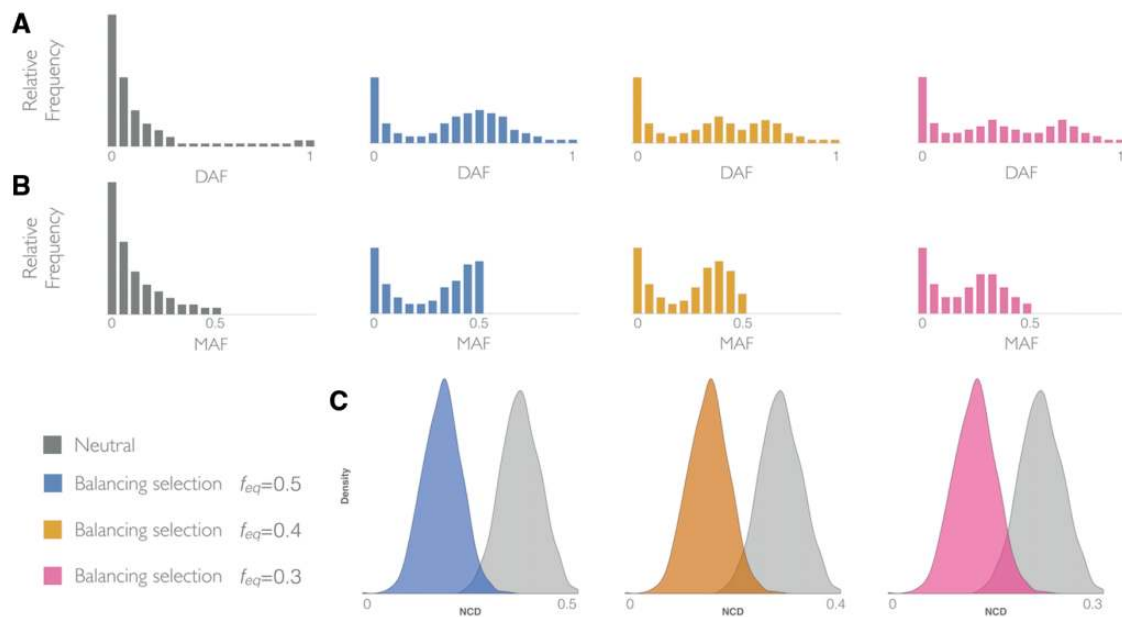 A
Relative
Frequency
0 1
DAF
0 1
DAF
0 1
DAF
0 1
DAF
B
Relative
Frequency
0 0.5
MAF
0 0.5
MAF
0 0.5
MAF
0 0.5
MAF
Neutral
Balancing selection feq=0.5
Balancing selection feq=0.4
Balancing selection feq=0.3
C
Density
0 0.5
NCD
0 0.4
NCD
0 0.3
NCD